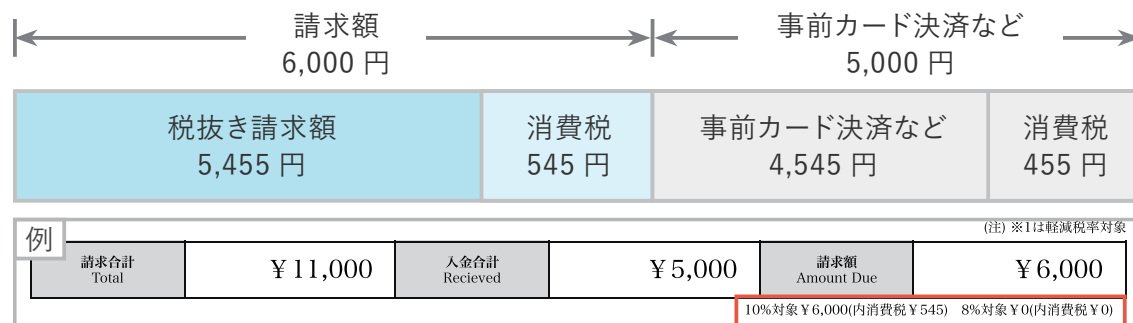 請求額
6,000 円
事前カード決済など
5,000 円
税抜き請求額
5,455 円
消費税
545 円
事前カード決済など
4,545 円
消費税
455 円
例
(注) ※1は軽減税率対象
請求合計
Total
¥11,000
入金合計
Recieved
¥5,000
請求額
Amount Due
¥6,000
10%対象¥6,000(内消費税¥545) 8%対象¥0(内消費税¥0)